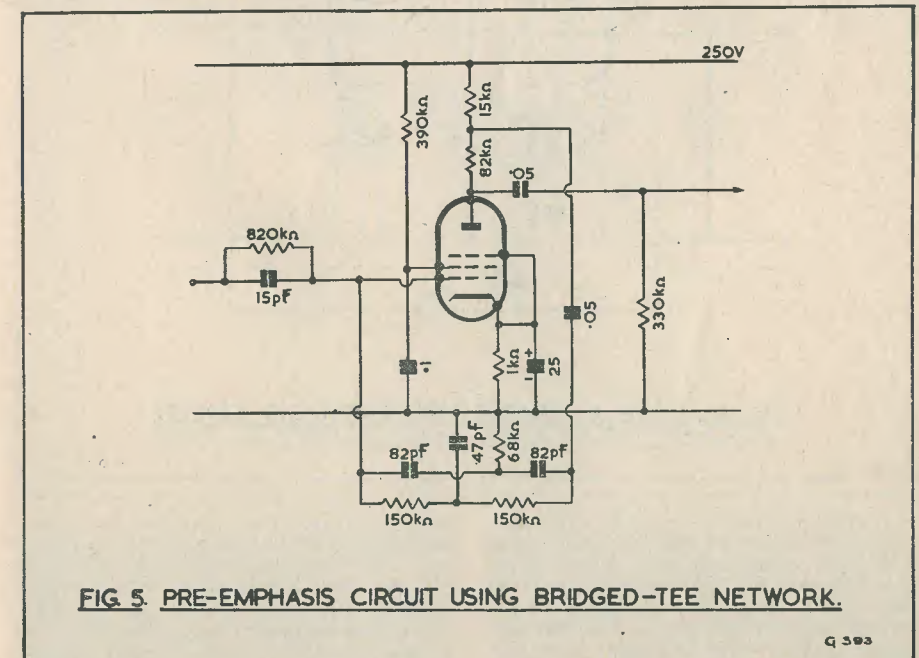 250V
15kΩ
390kΩ
82kΩ
·05
820kΩ
15pF
·05
330kΩ
·1
1kΩ
+
-
25
47pF
68kΩ
82pF
82pF
150kΩ
150kΩ
FIG. 5. PRE-EMPHASIS CIRCUIT USING BRIDGED-TEE NETWORK.
G 393